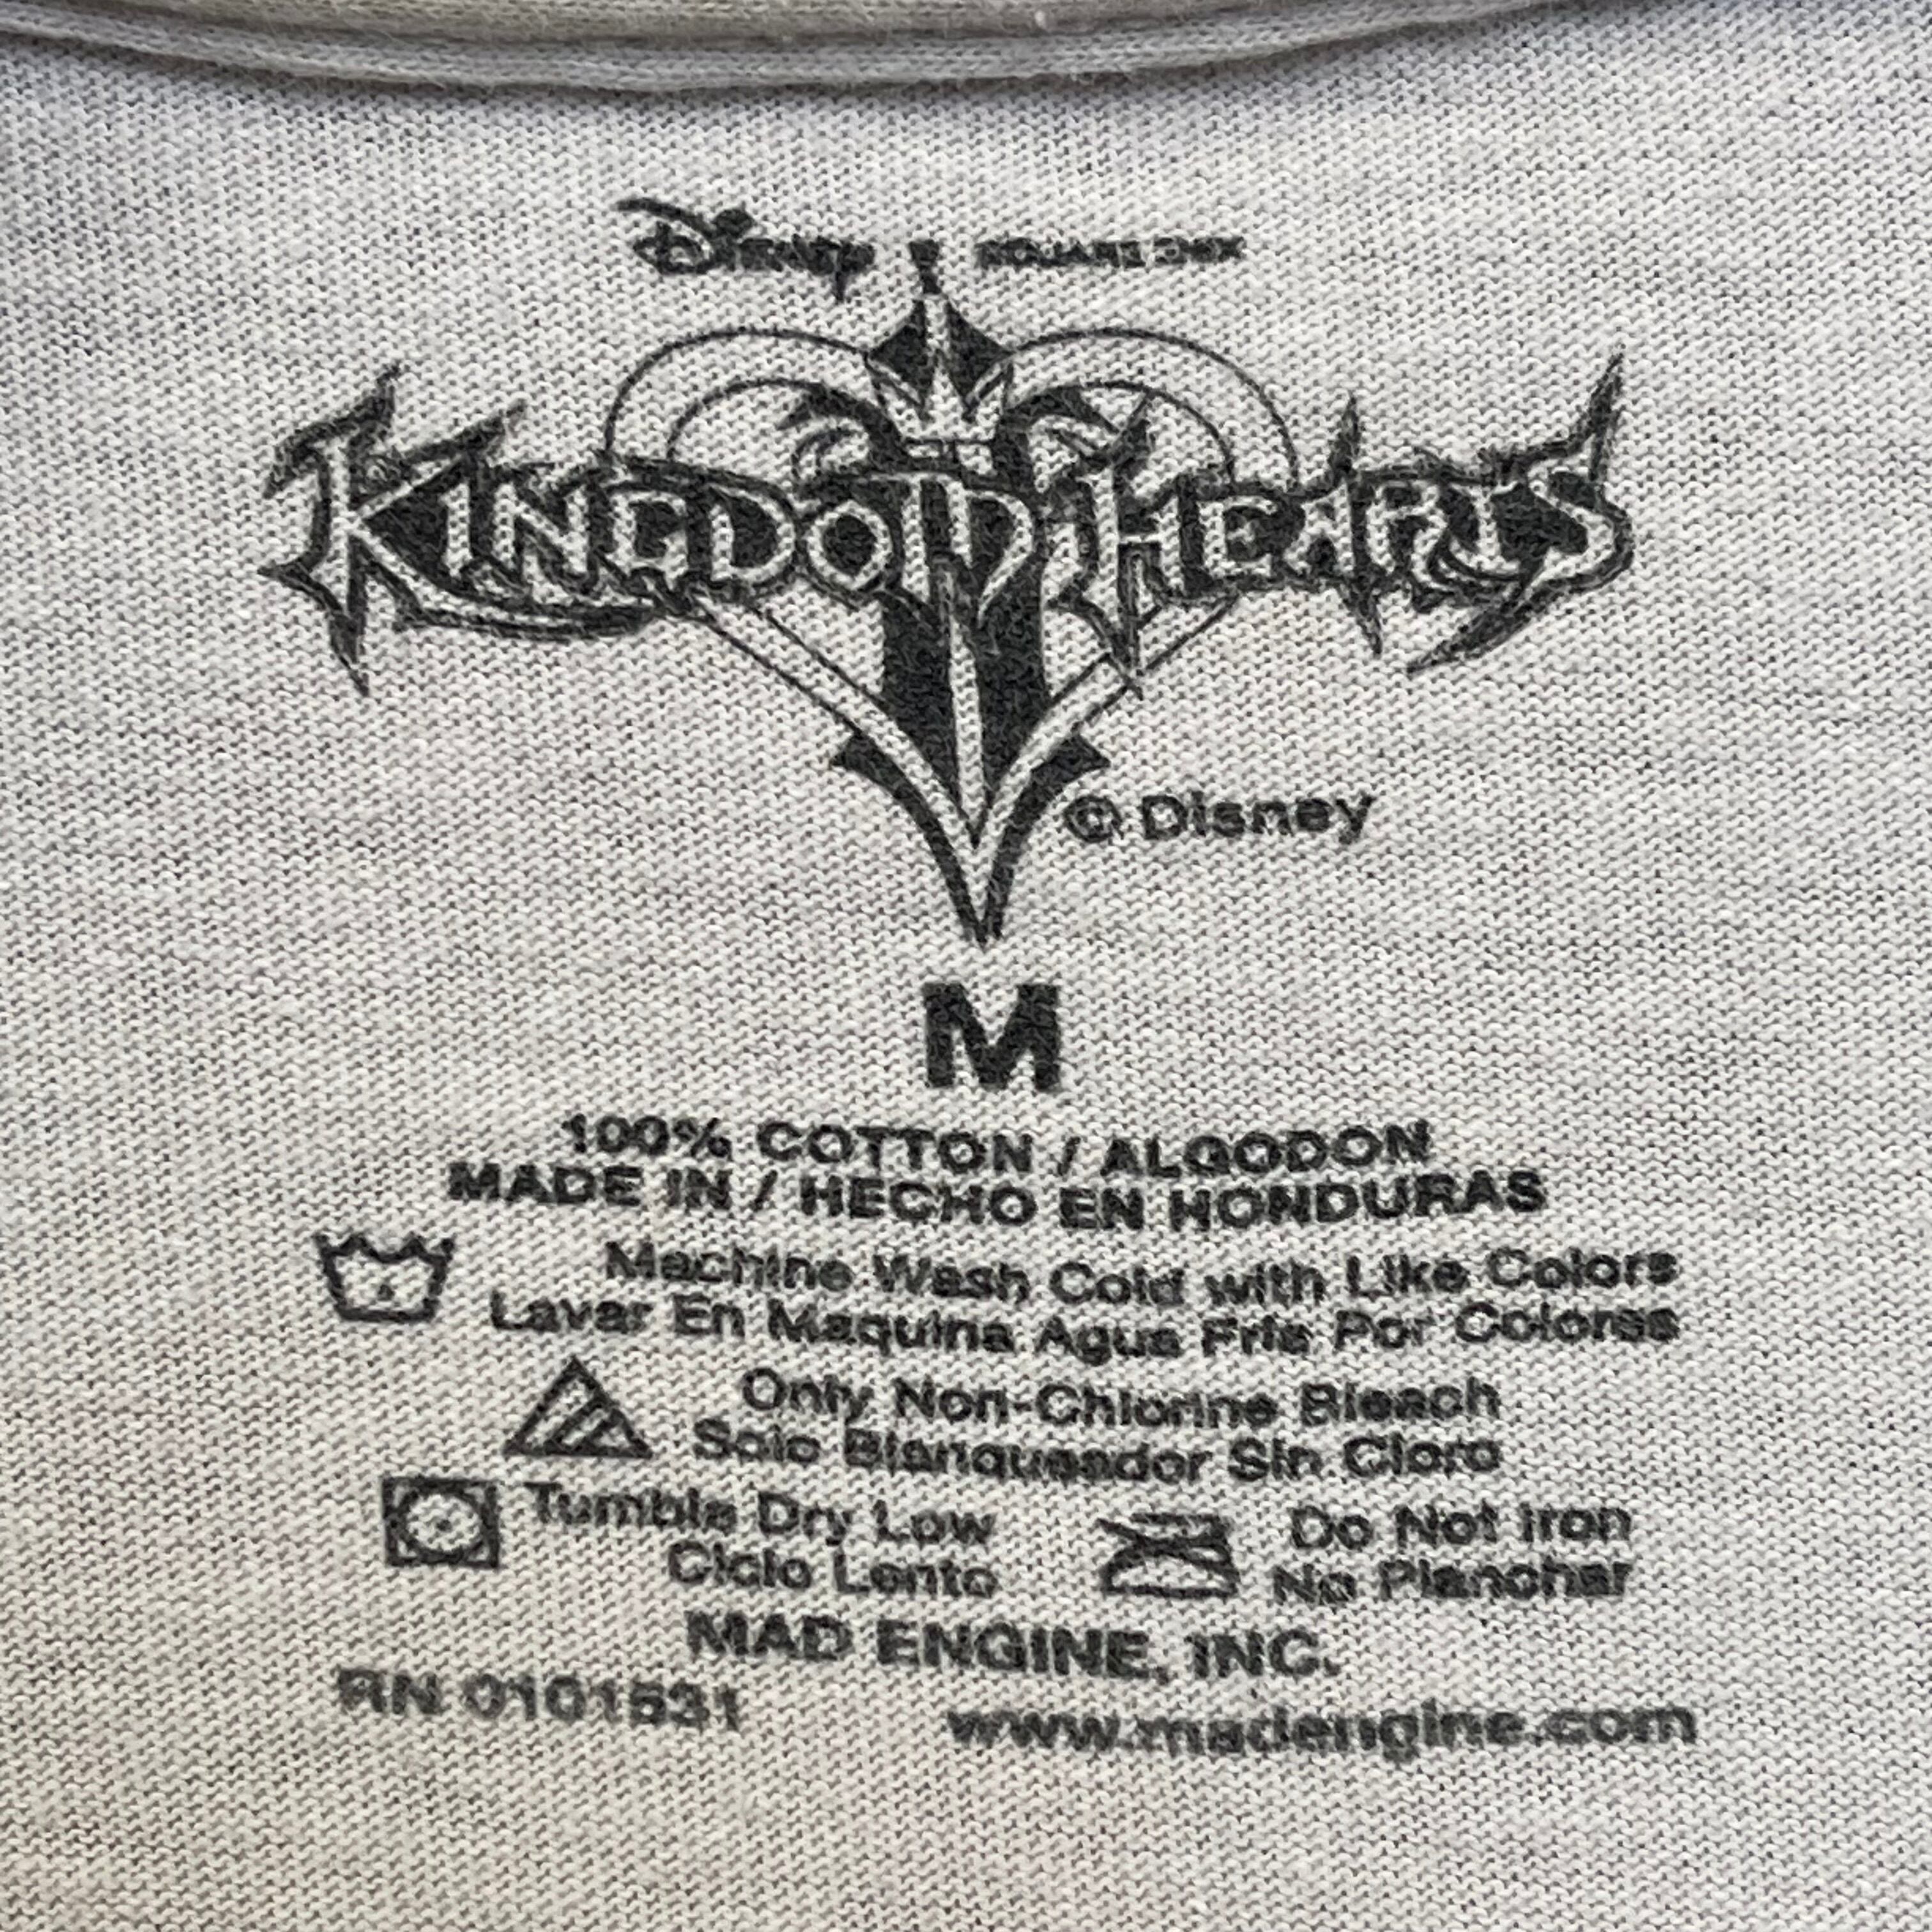 Disney
KINGDOM HEARTS
II
© Disney
M
100% COTTON / ALGODON
MADE IN / HECHO EN HONDURAS
Machine Wash Cold with Like Colors
Lavar En Maquina Agua Fria Por Colores
Only Non-Chlorine Bleach
Solo Blanqueador Sin Cloro
Tumble Dry Low
Ciclo Lento
Do Not Iron
No Planchar
MAD ENGINE, INC.
RN 0101531
www.madengine.com